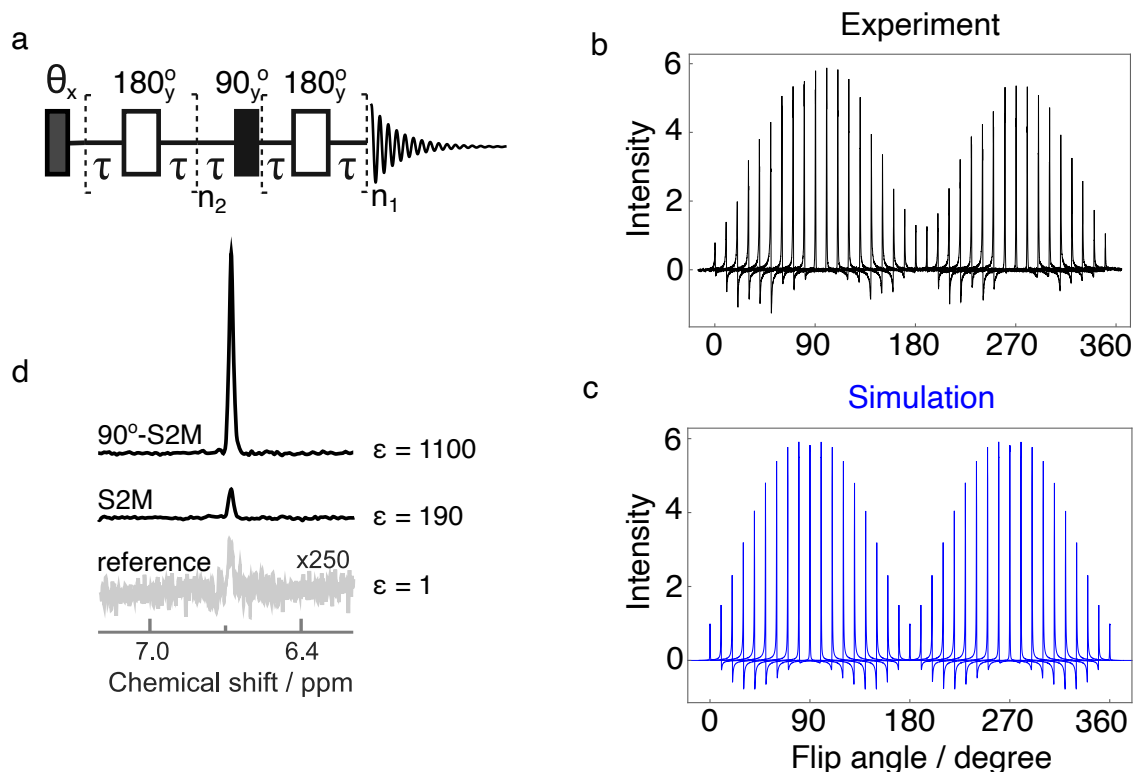 a
θx 180°y 90°y 180°y
τ τ τ τ τ
n2 n1
b
Experiment
Intensity
6
4
2
0
0 90 180 270 360
c
Simulation
Intensity
6
4
2
0
0 90 180 270 360
Flip angle / degree
d
90°-S2M ε = 1100
S2M ε = 190
reference x250 ε = 1
7.0 6.4
Chemical shift / ppm